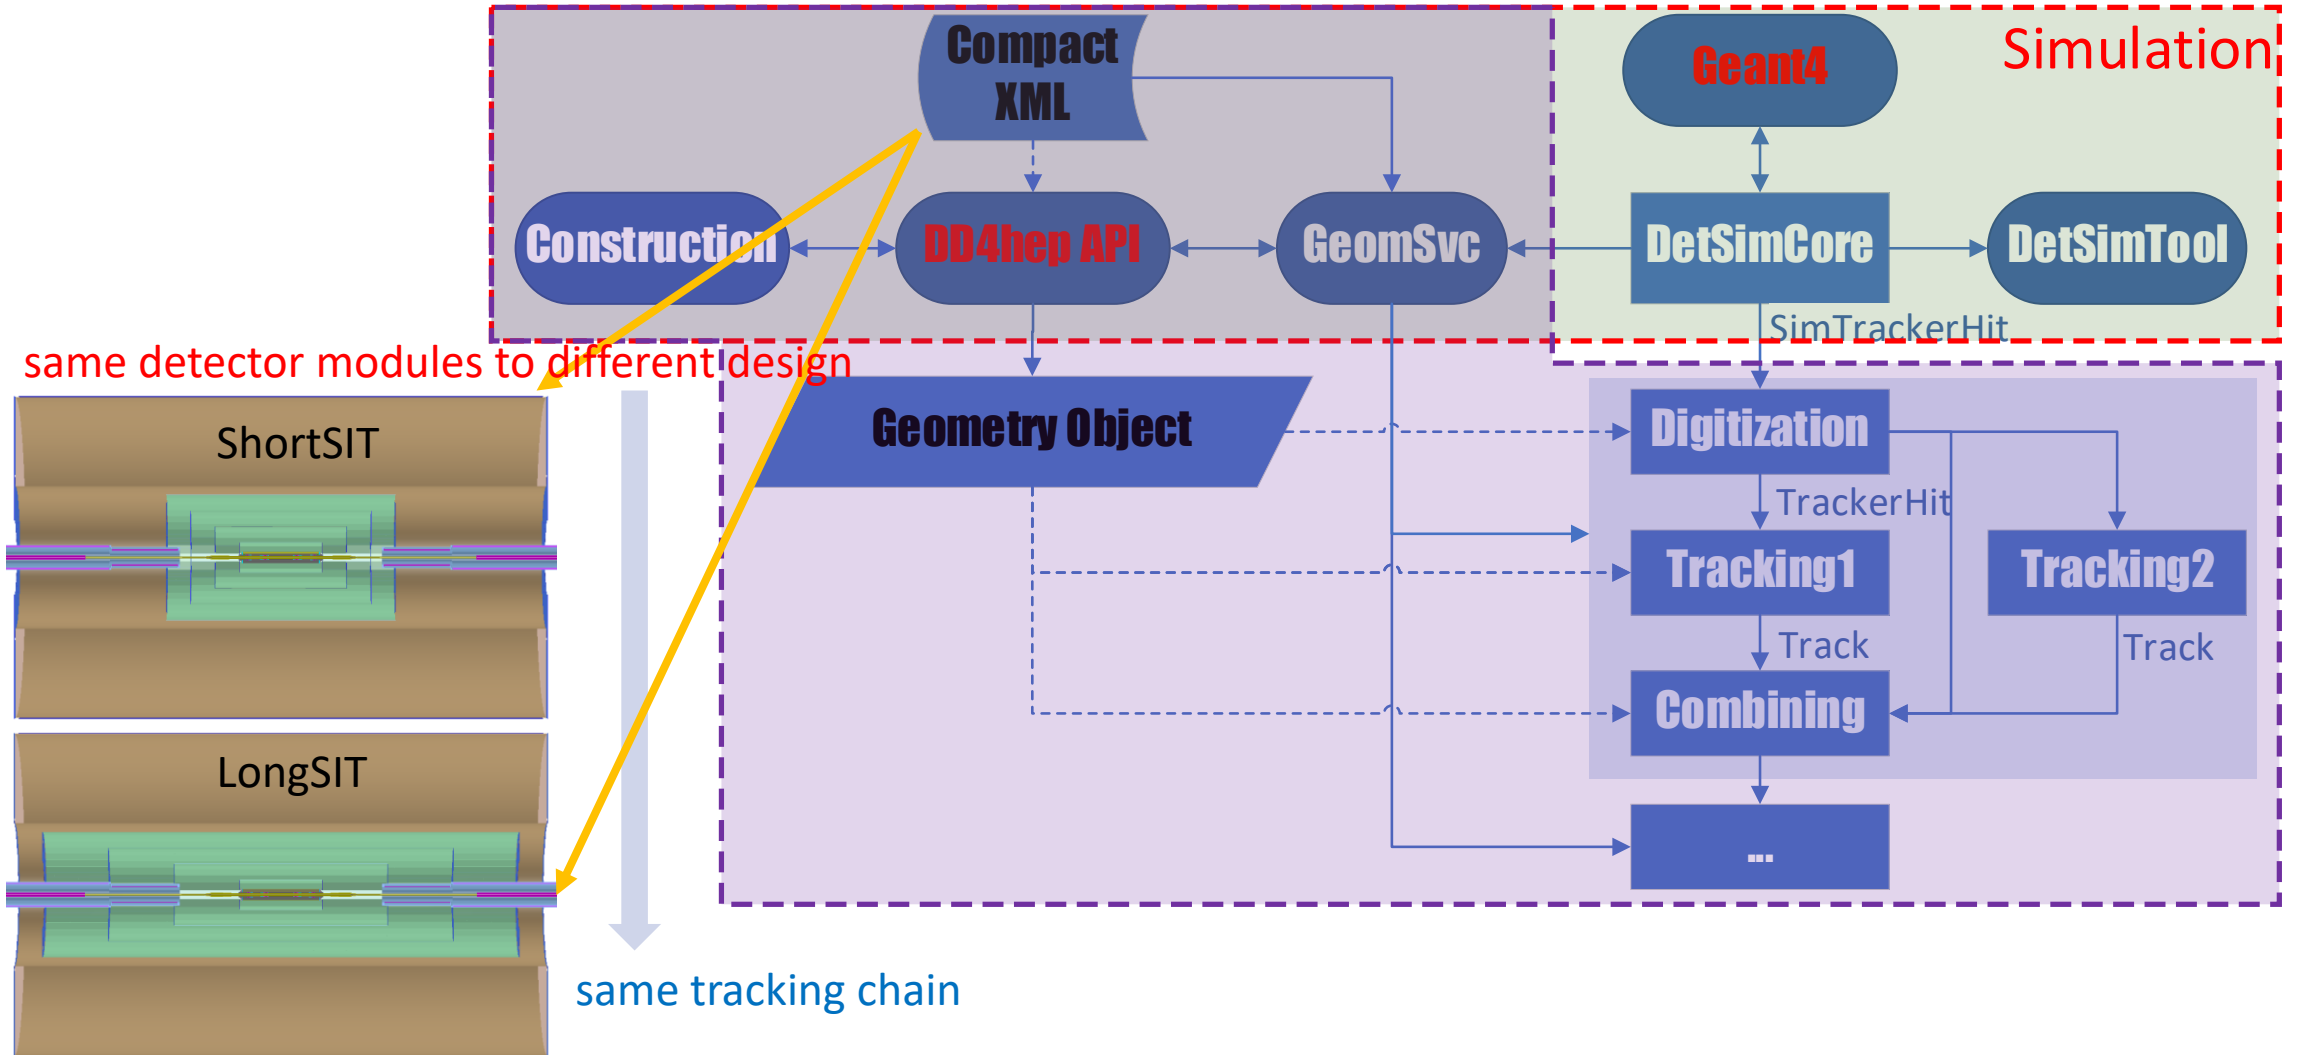 Compact
XML
Geant4
Simulation
Construction
DD4hep API
GeomSvc
DetSimCore
DetSimTool
SimTrackerHit
same detector modules to different design
ShortSIT
Geometry Object
Digitization
TrackerHit
Tracking1
Tracking2
Track
Track
Combining
LongSIT
...
same tracking chain